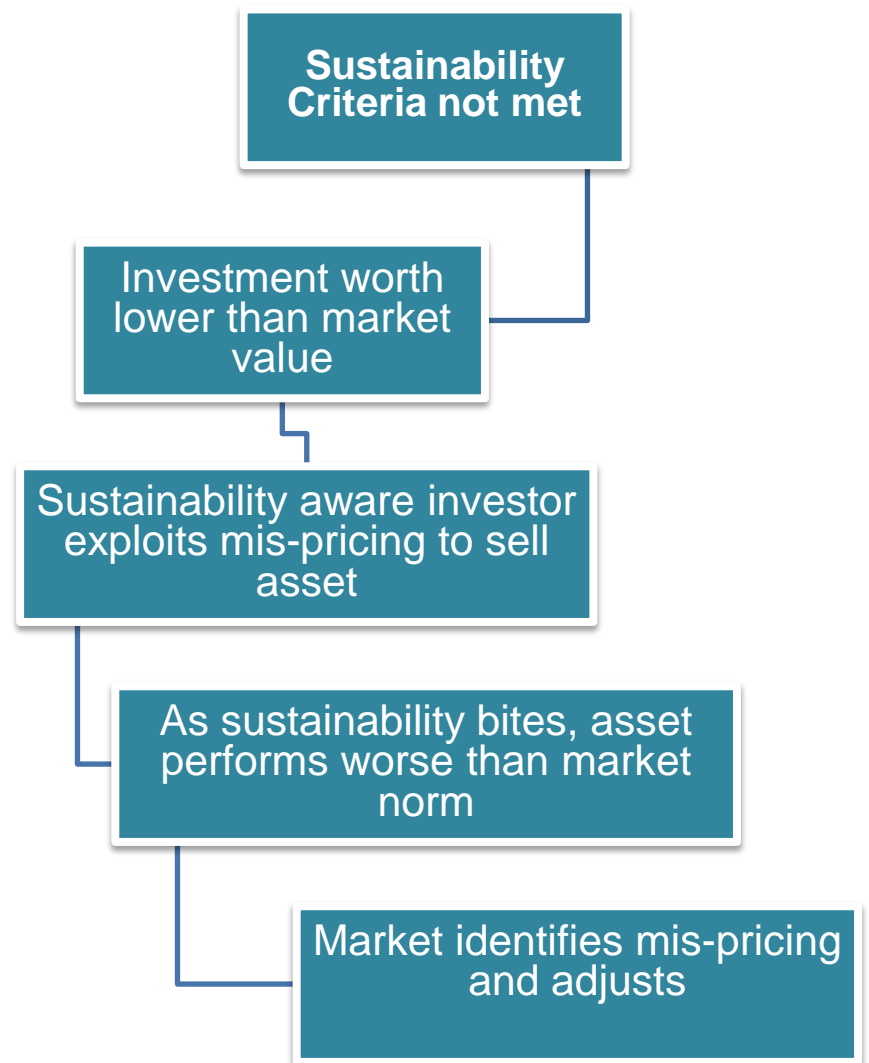 Sustainability
Criteria not met
Investment worth
lower than market
value
Sustainability aware investor
exploits mis-pricing to sell
asset
As sustainability bites, asset
performs worse than market
norm
Market identifies mis-pricing
and adjusts